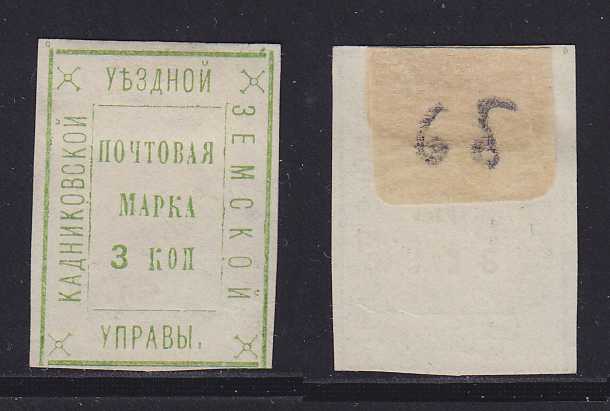 КАДНИКОВСКОЙ
УѢЗДНОЙ
ЗЕМСКОЙ
УПРАВЫ.
ПОЧТОВАЯ
МАРКА
3 КОП
65